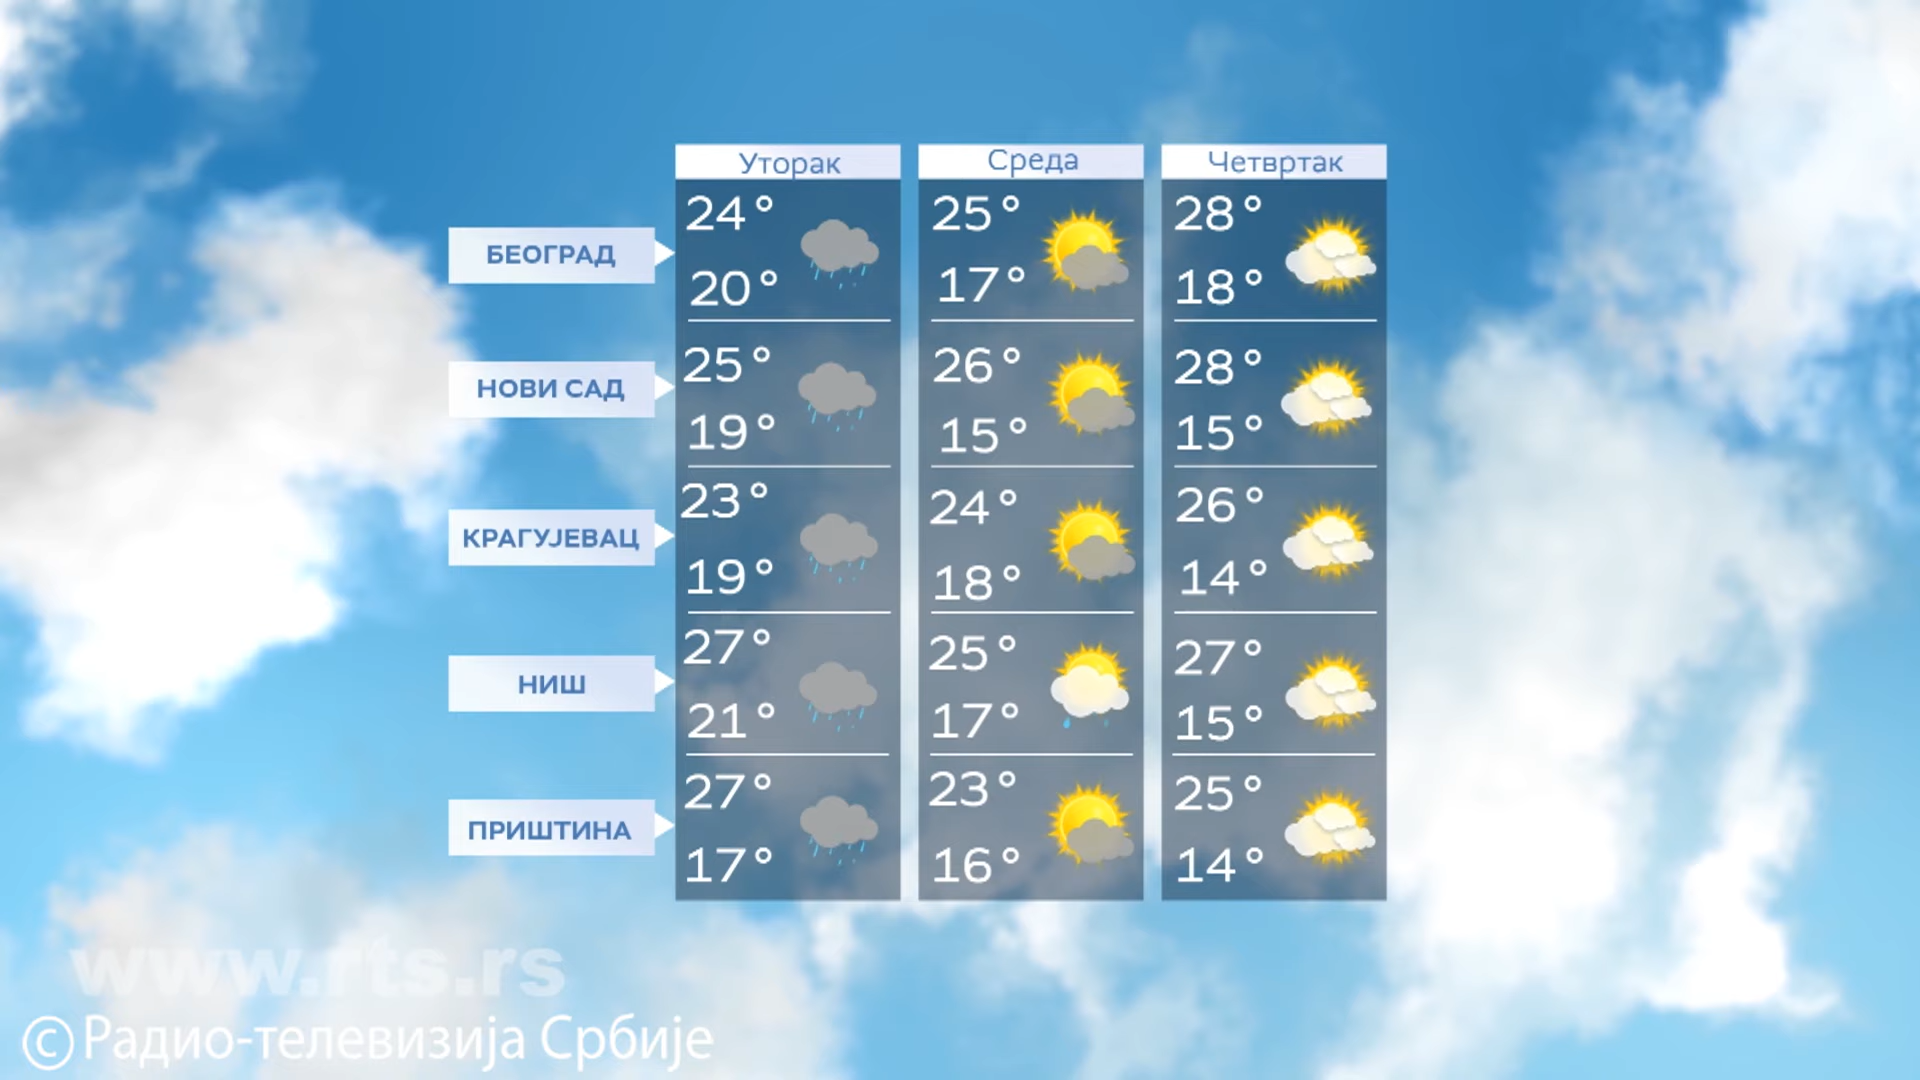 Уторак Среда Четвртак
24° 25° 28°
БЕОГРАД
20° 17° 18°
25° 26° 28°
НОВИ САД
19° 15° 15°
23° 24° 26°
КРАГУЈЕВАЦ
19° 18° 14°
27° 25° 27°
НИШ
21° 17° 15°
27° 23° 25°
ПРИШТИНА
17° 16° 14°
www.rts.rs
©Радио-телевизија Србије